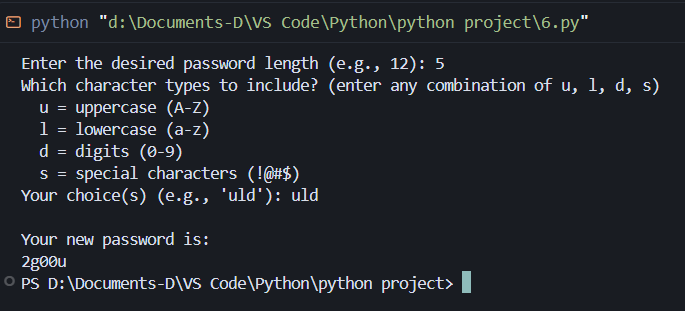 python "d:\Documents-D\VS Code\Python\python project\6.py"
Enter the desired password length (e.g., 12): 5
Which character types to include? (enter any combination of u, l, d, s)
  u = uppercase (A-Z)
  l = lowercase (a-z)
  d = digits (0-9)
  s = special characters (!@#$)
Your choice(s) (e.g., 'uld'): uld

Your new password is:
2g00u
PS D:\Documents-D\VS Code\Python\python project>